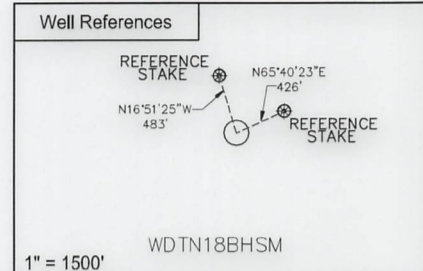 Well References
REFERENCE
STAKE
N16°51'25"W
483'
N65°40'23"E
426'
REFERENCE
STAKE
WDTN18BHSM
1" = 1500'